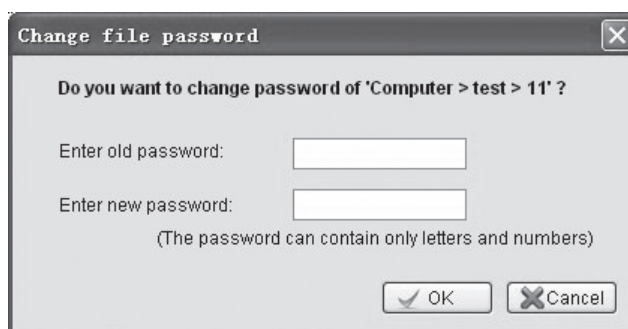 Change file password
Do you want to change password of 'Computer > test > 11' ?
Enter old password:
Enter new password:
(The password can contain only letters and numbers)
OK
Cancel